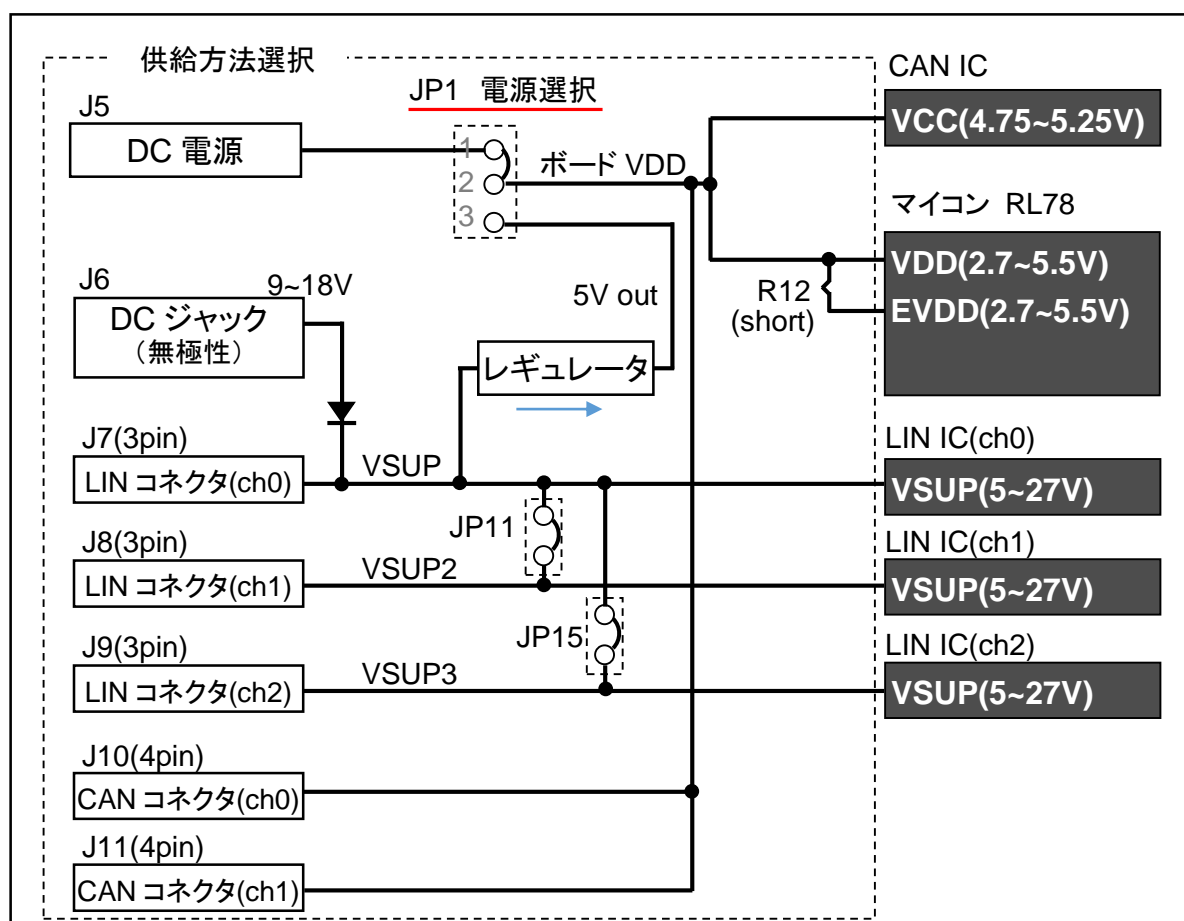 供給方法選択
JP1 電源選択
J5
DC 電源
1
2
3
ボード VDD
J6
9~18V
DC ジャック
（無極性）
5V out
レギュレータ
R12
(short)
J7(3pin)
LIN コネクタ(ch0)
VSUP
JP11
J8(3pin)
LIN コネクタ(ch1)
VSUP2
JP15
J9(3pin)
LIN コネクタ(ch2)
VSUP3
J10(4pin)
CAN コネクタ(ch0)
J11(4pin)
CAN コネクタ(ch1)
CAN IC
VCC(4.75~5.25V)
マイコン RL78
VDD(2.7~5.5V)
EVDD(2.7~5.5V)
LIN IC(ch0)
VSUP(5~27V)
LIN IC(ch1)
VSUP(5~27V)
LIN IC(ch2)
VSUP(5~27V)